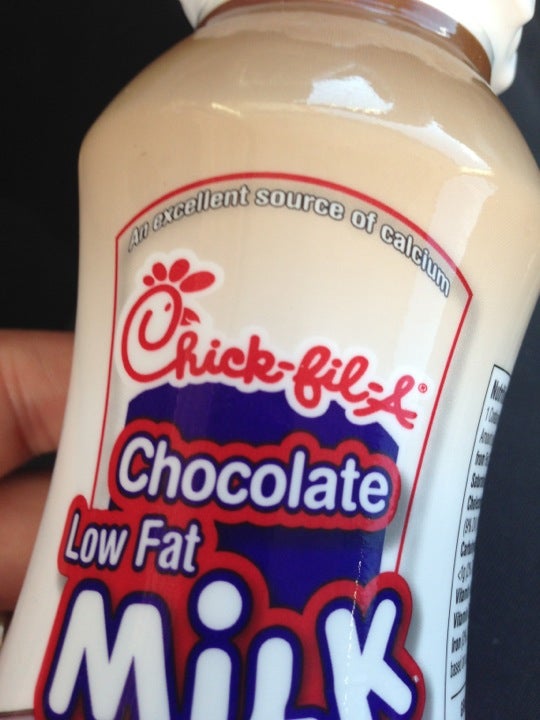 An excellent source of calcium
Chick-fil-A®
Chocolate
Low Fat
MiLK